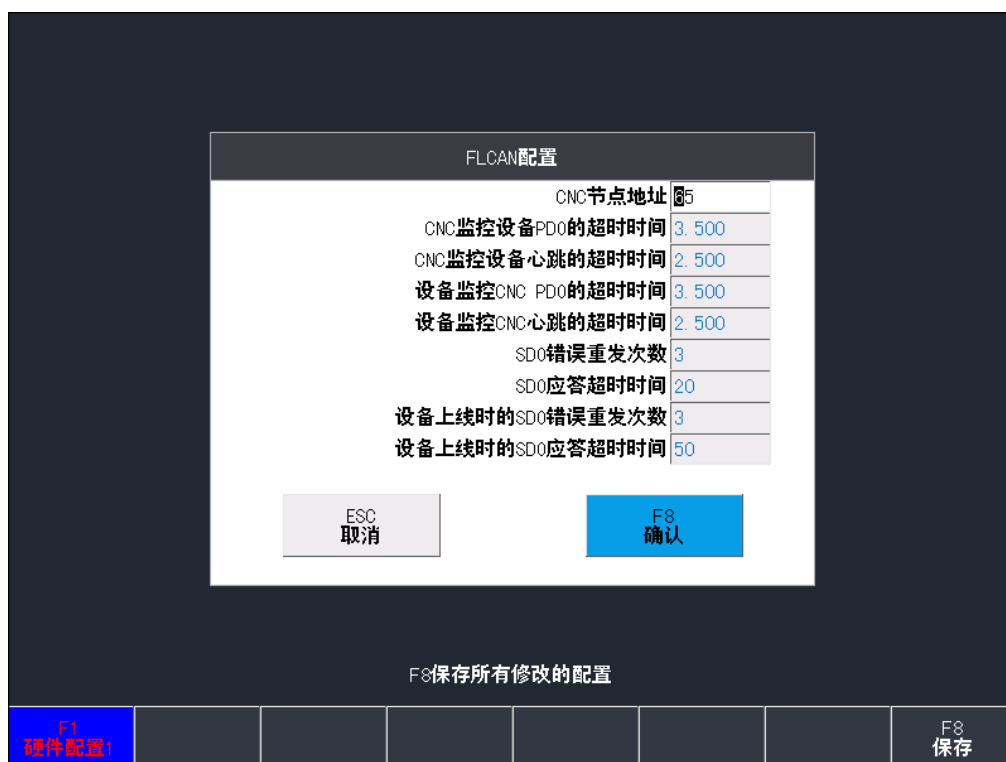 FLCAN配置
CNC节点地址 65
CNC监控设备PDO的超时时间 3.500
CNC监控设备心跳的超时时间 2.500
设备监控CNC PDO的超时时间 3.500
设备监控CNC心跳的超时时间 2.500
SDO错误重发次数 3
SDO应答超时时间 20
设备上线时的SDO错误重发次数 3
设备上线时的SDO应答超时时间 50
ESC
取消
F8
确认
F8保存所有修改的配置
F1
硬件配置1
F8
保存